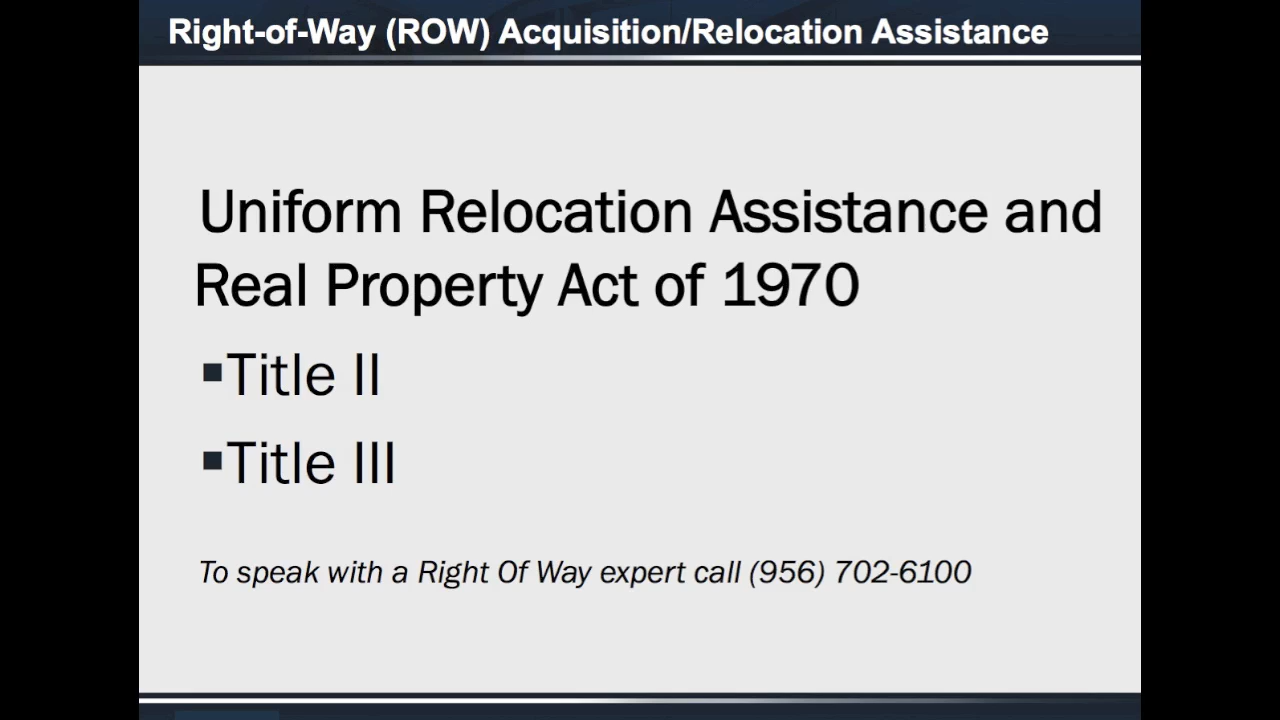 Right-of-Way (ROW) Acquisition/Relocation Assistance
Uniform Relocation Assistance and
Real Property Act of 1970
▪Title II
▪Title III
To speak with a Right Of Way expert call (956) 702-6100